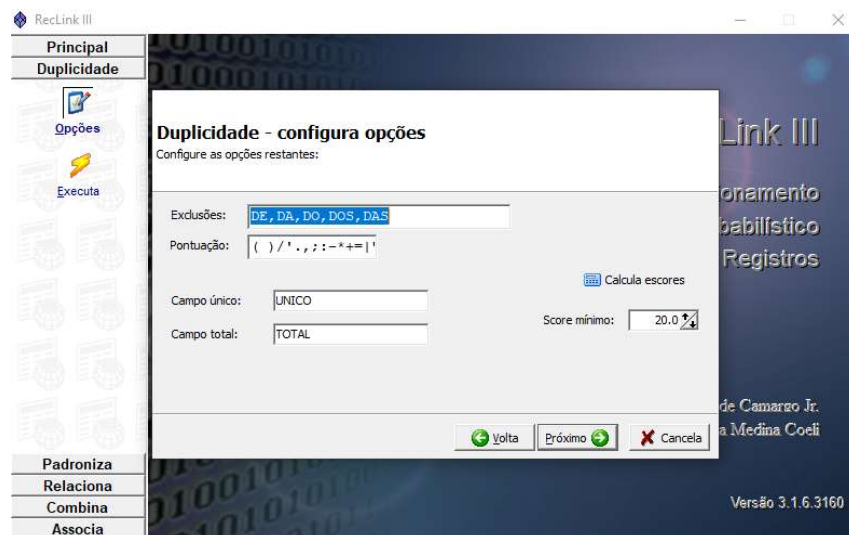 RecLink III
Principal
Duplicidade
Opções
Executa
Duplicidade - configura opções
Configure as opções restantes:
Exclusões: DE,DA,DO,DOS,DAS
Pontuação: ( )/'.,;:-*+=|'
Calcula escores
Campo único: UNICO
Score mínimo: 20.0
Campo total: TOTAL
Volta Próximo Cancela
Link III
onamento
babilístico
Registros
de Camargo Jr.
a Medina Coeli
Padroniza
Relaciona
Combina
Associa
Versão 3.1.6.3160